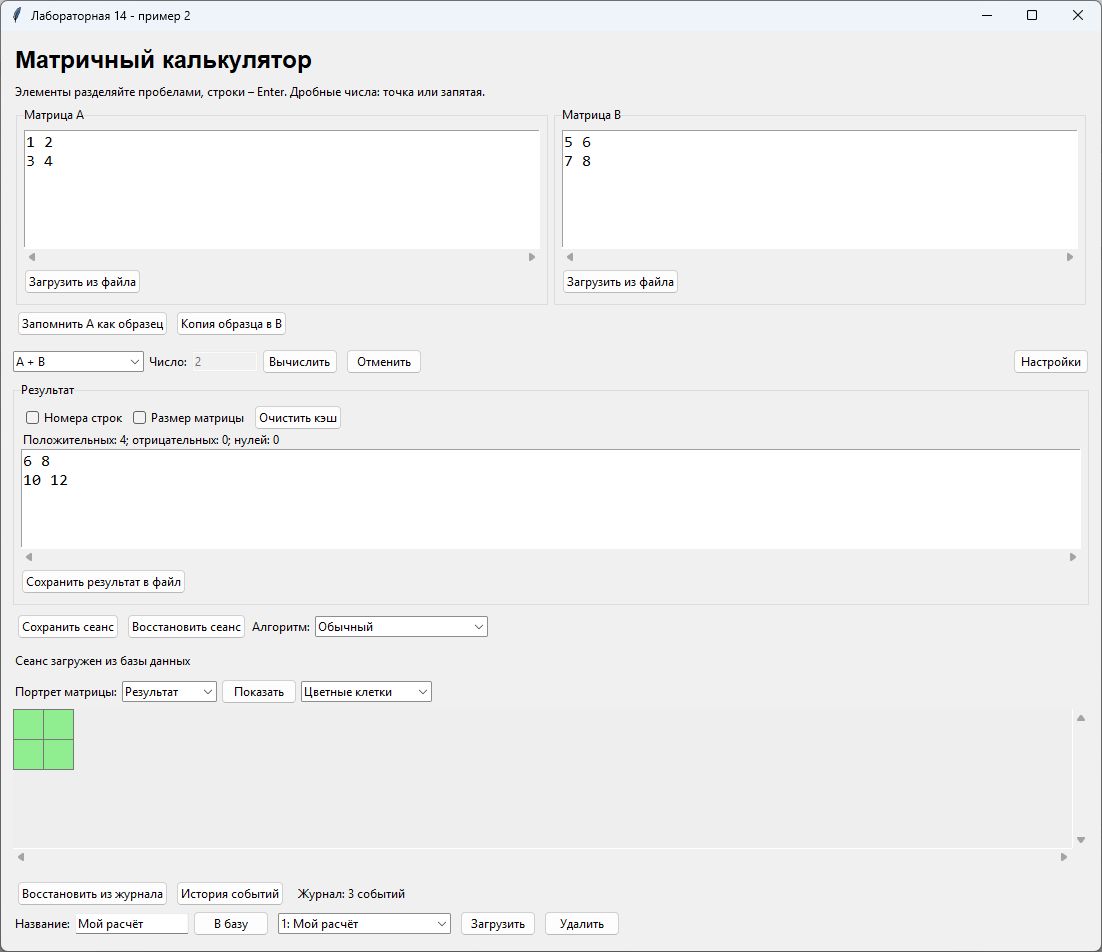 Лабораторная 14 - пример 2
Матричный калькулятор
Элементы разделяйте пробелами, строки – Enter. Дробные числа: точка или запятая.
Матрица A
1 2
3 4
Загрузить из файла
Матрица B
5 6
7 8
Загрузить из файла
Запомнить A как образец Копия образца в B
A + B Число: 2 Вычислить Отменить Настройки
Результат
Номера строк Размер матрицы Очистить кэш
Положительных: 4; отрицательных: 0; нулей: 0
6 8
10 12
Сохранить результат в файл
Сохранить сеанс Восстановить сеанс Алгоритм: Обычный
Сеанс загружен из базы данных
Портрет матрицы: Результат Показать Цветные клетки
Восстановить из журнала История событий Журнал: 3 событий
Название: Мой расчёт В базу 1: Мой расчёт Загрузить Удалить